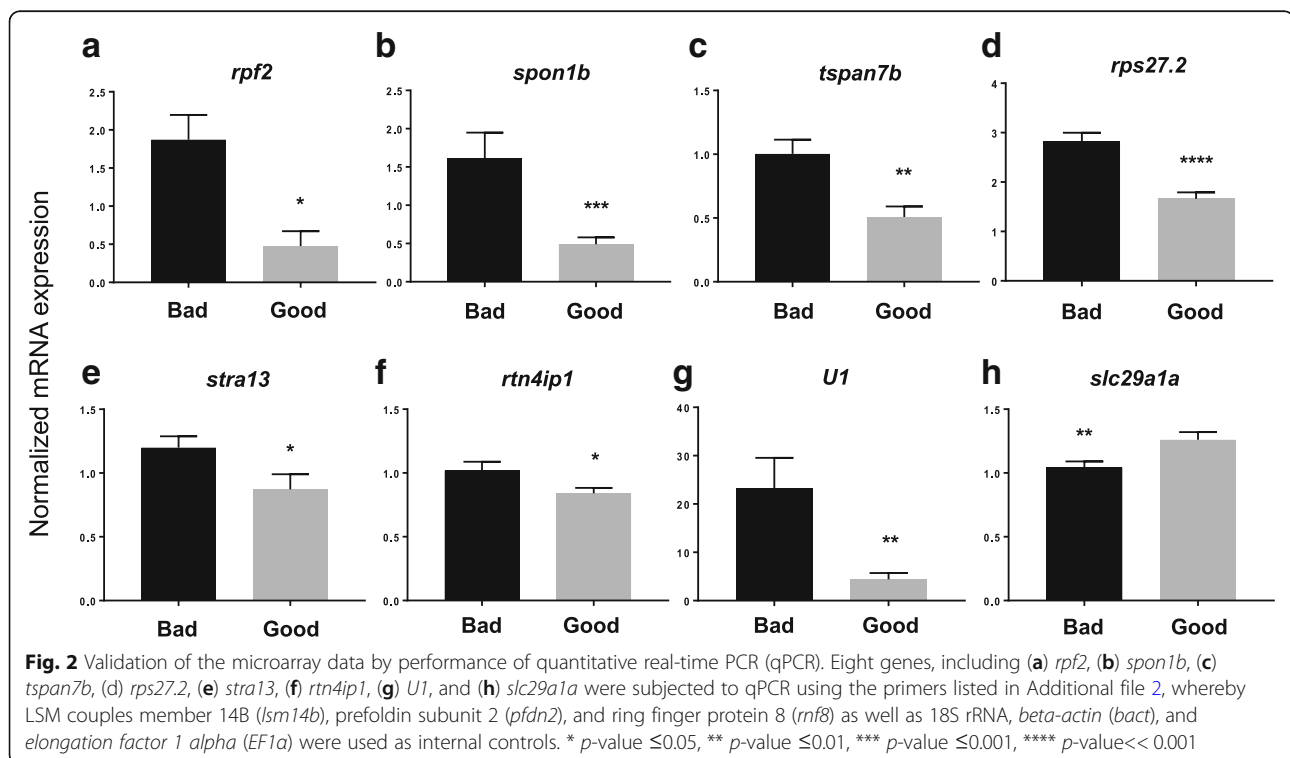 a
rpf2
b
spon1b
c
tspan7b
d
rps27.2
2.5
2.0
1.5
1.0
0.5
0.0
*
Bad
Good
2.5
2.0
1.5
1.0
0.5
0.0
***
Bad
Good
1.5
1.0
0.5
0.0
**
Bad
Good
4
3
2
1
0
****
Bad
Good
Normalized mRNA expression
e
stra13
f
rtn4ip1
g
U1
h
slc29a1a
1.5
1.0
0.5
0.0
*
Bad
Good
1.5
1.0
0.5
0.0
*
Bad
Good
40
30
20
10
0
**
Bad
Good
1.5
1.0
0.5
0.0
**
Bad
Good
Fig. 2 Validation of the microarray data by performance of quantitative real-time PCR (qPCR). Eight genes, including (a) rpf2, (b) spon1b, (c)
tspan7b, (d) rps27.2, (e) stra13, (f) rtn4ip1, (g) U1, and (h) slc29a1a were subjected to qPCR using the primers listed in Additional file 2, whereby
LSM couples member 14B (lsm14b), prefoldin subunit 2 (pfdn2), and ring finger protein 8 (rnf8) as well as 18S rRNA, beta-actin (bact), and
elongation factor 1 alpha (EF1α) were used as internal controls. * p-value ≤0.05, ** p-value ≤0.01, *** p-value ≤0.001, **** p-value<< 0.001